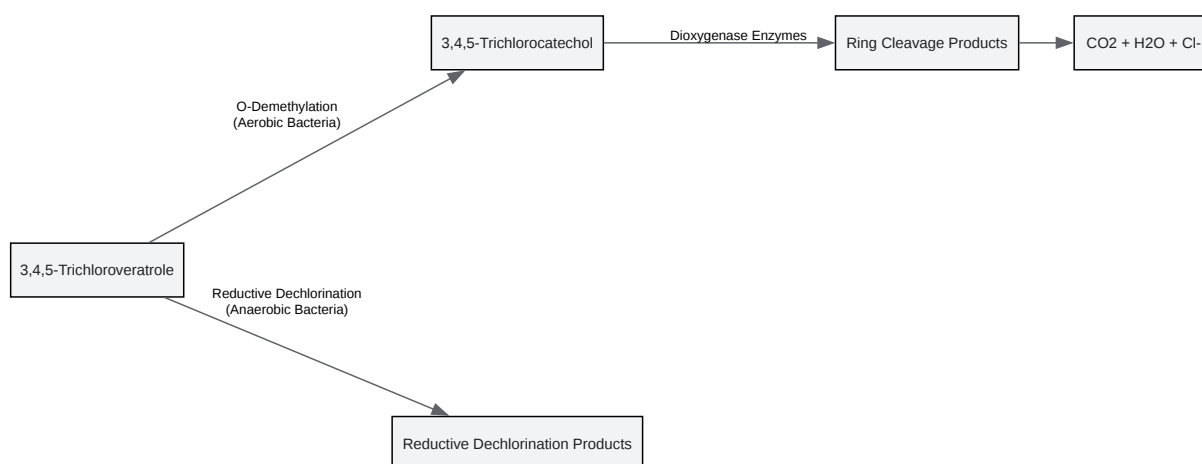 3,4,5-Trichlorocatechol
Dioxygenase Enzymes
Ring Cleavage Products
CO2 + H2O + Cl-
O-Demethylation
(Aerobic Bacteria)
3,4,5-Trichloroveratrole
Reductive Dechlorination
(Anaerobic Bacteria)
Reductive Dechlorination Products